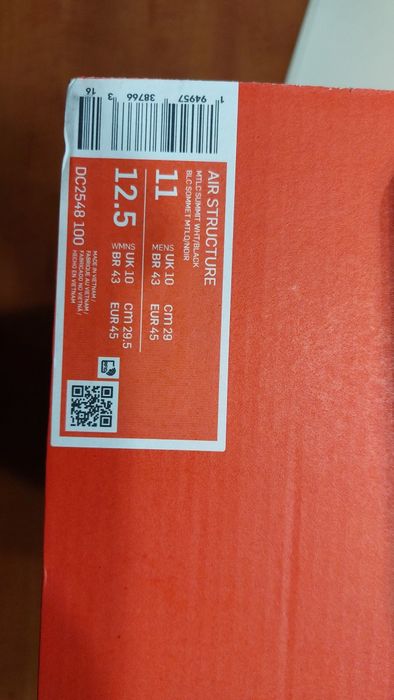 1 94957 38766 3 16
AIR STRUCTURE
MTLC SUMMIT WHT/BLACK
BLC SOMMET MTLQ/NOIR
11
MENS UK 10 CM 29
BR 43 EUR 45
12.5
WMNS UK 10 CM 29.5
BR 43 EUR 45
DC2548 100
MADE IN VIETNAM /
FABRIQUÉ AU VIETNAM /
FABRICADO NO VIETNÃ /
HECHO EN VIETNAM